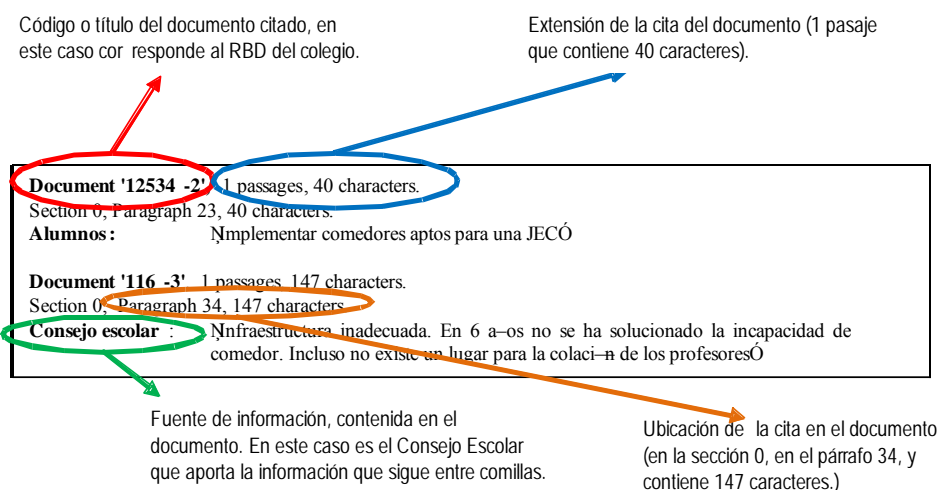 Código o título del documento citado, en
este caso cor responde al RBD del colegio.
Extensión de la cita del documento (1 pasaje
que contiene 40 caracteres).
Document '12534 -2', 1 passages, 40 characters.
Section 0, Paragraph 23, 40 characters.
Alumnos : Ņmplementar comedores aptos para una JECÓ
Document '116 -3' 1 passages, 147 characters.
Section 0, Paragraph 34, 147 characters.
Consejo escolar : Ņnfraestructura inadecuada. En 6 a–os no se ha solucionado la incapacidad de
comedor. Incluso no existe un lugar para la colaci—n de los profesoresÓ
Fuente de información, contenida en el
documento. En este caso es el Consejo Escolar
que aporta la información que sigue entre comillas.
Ubicación de la cita en el documento
(en la sección 0, en el párrafo 34, y
contiene 147 caracteres.)